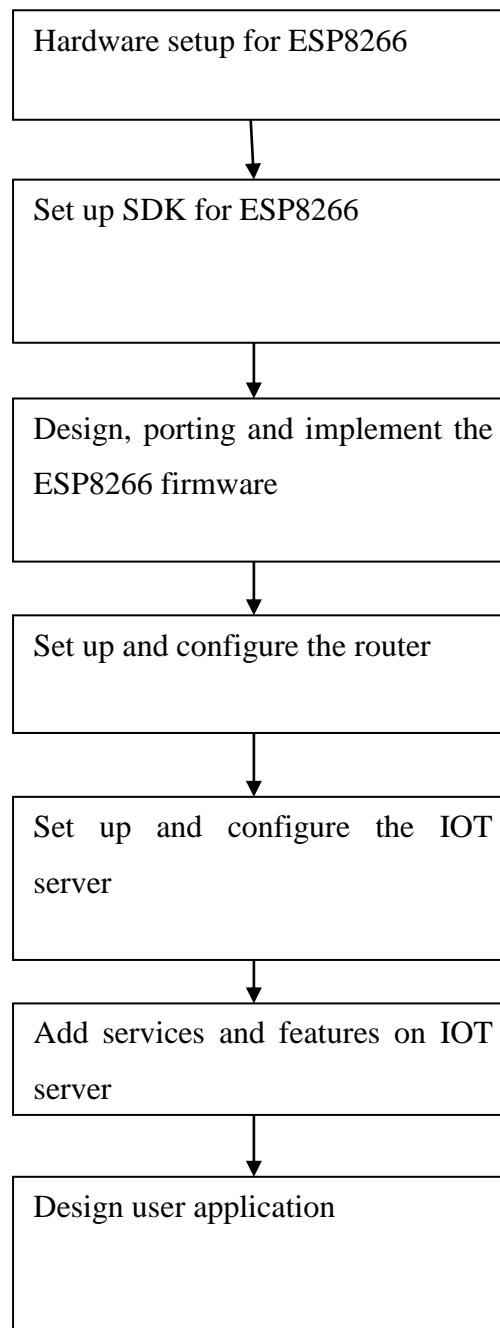 Hardware setup for ESP8266
Set up SDK for ESP8266
Design, porting and implement the
ESP8266 firmware
Set up and configure the router
Set up and configure the IOT
server
Add services and features on IOT
server
Design user application